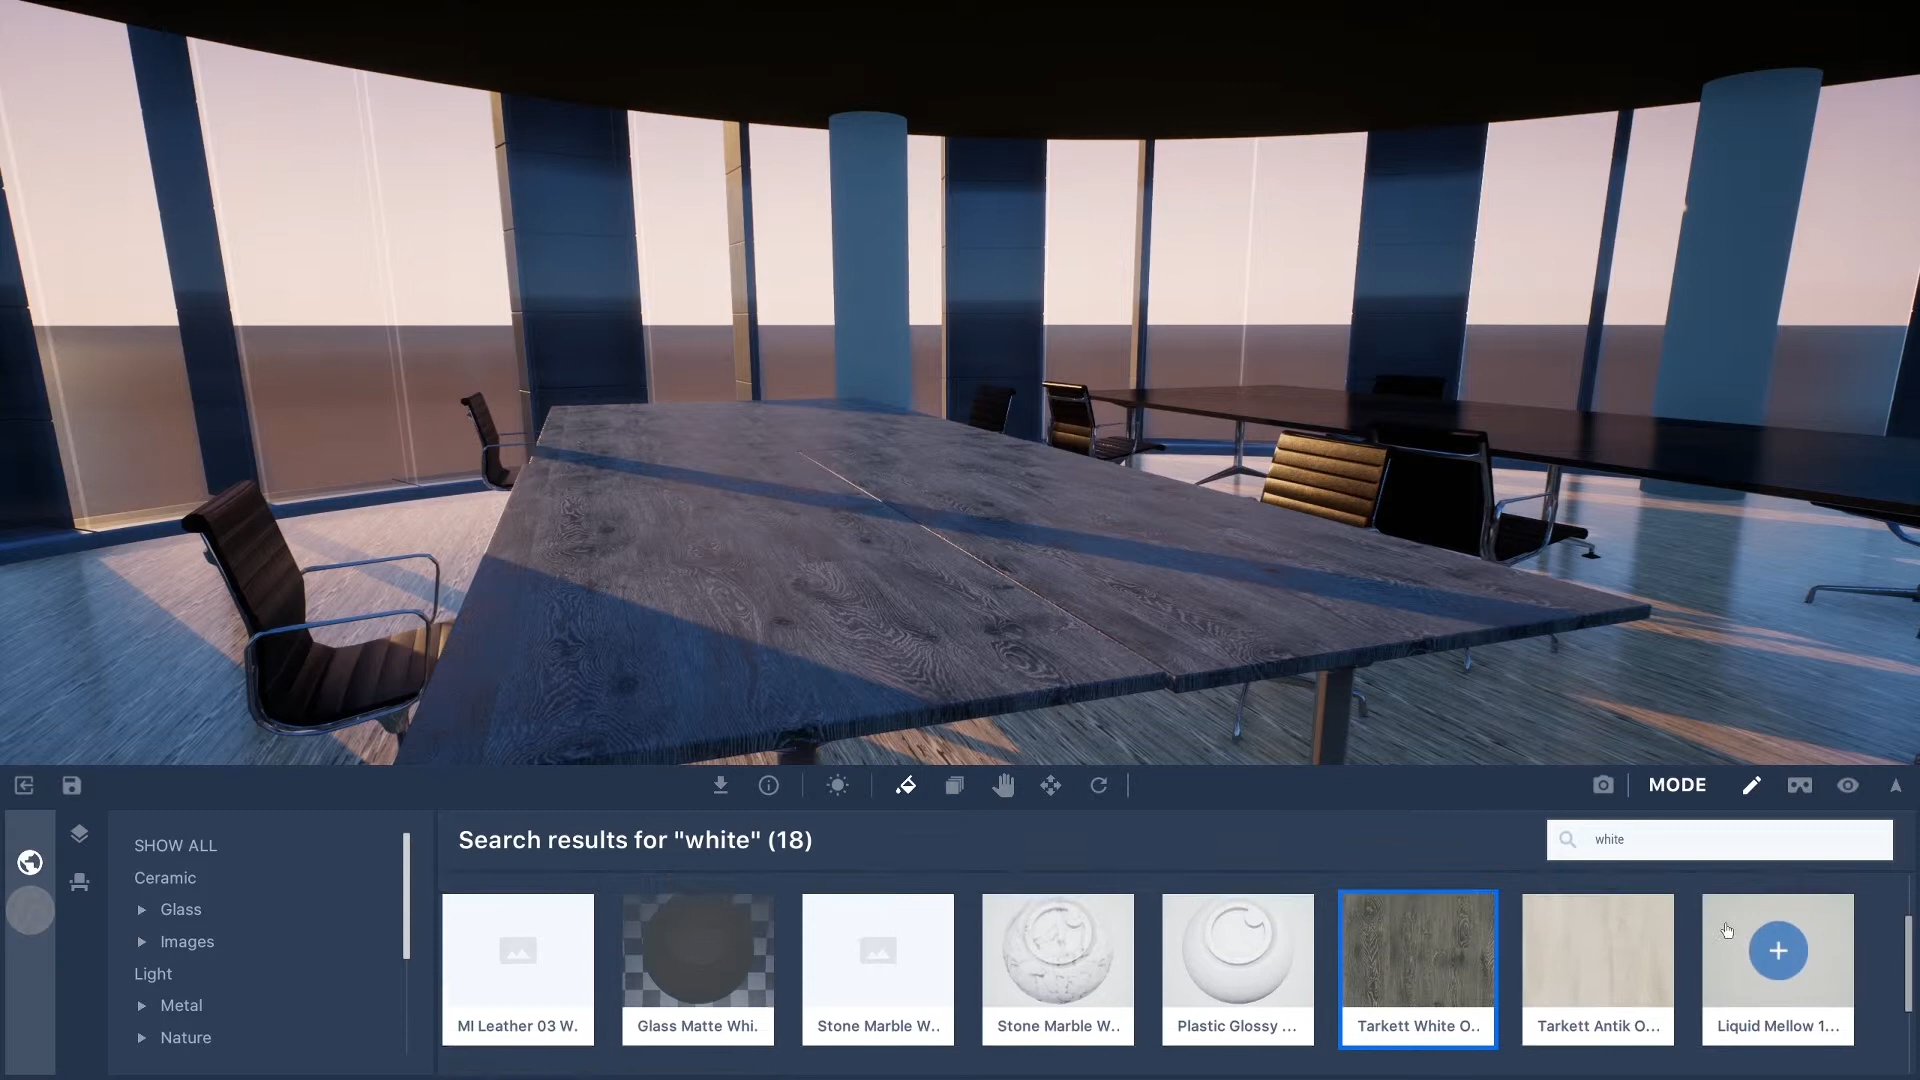 MODE
SHOW ALL
Ceramic
Glass
Images
Light
Metal
Nature
Search results for "white" (18)
white
MI Leather 03 W.
Glass Matte Whi.
Stone Marble W..
Stone Marble W..
Plastic Glossy ...
Tarkett White O..
Tarkett Antik O...
Liquid Mellow 1...